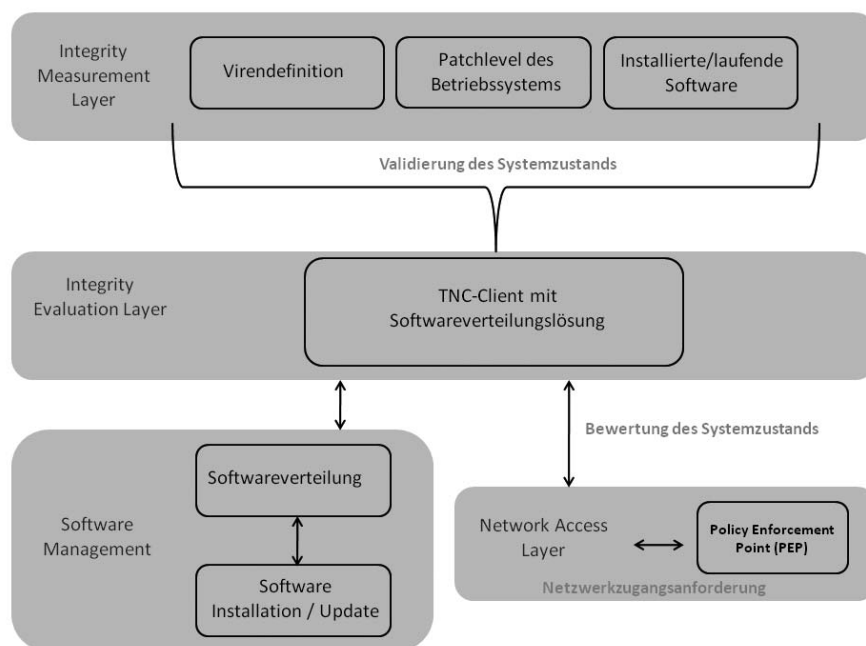 Integrity
Measurement
Layer
Virendefinition
Patchlevel des
Betriebssystems
Installierte/laufende
Software
Validierung des Systemzustands
Integrity
Evaluation Layer
TNC-Client mit
Softwareverteilungslösung
Bewertung des Systemzustands
Software
Management
Softwareverteilung
Software
Installation / Update
Network Access
Layer
Policy Enforcement
Point (PEP)
Netzwerkzugangsanforderung